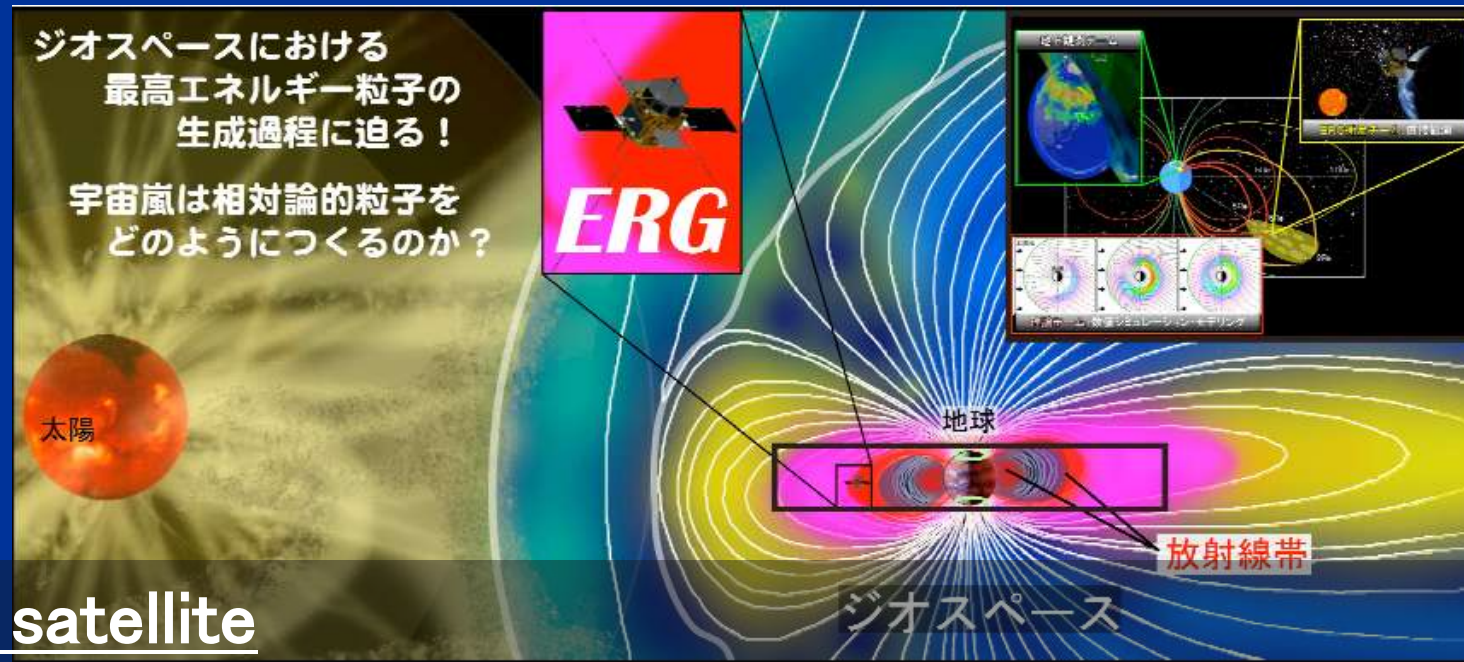 ジオスペースにおける
最高エネルギー粒子の
生成過程に迫る！
宇宙嵐は相対論的粒子を
どのようにつくるのか？
ERG
太陽
地球
放射線帯
ジオスペース
satellite